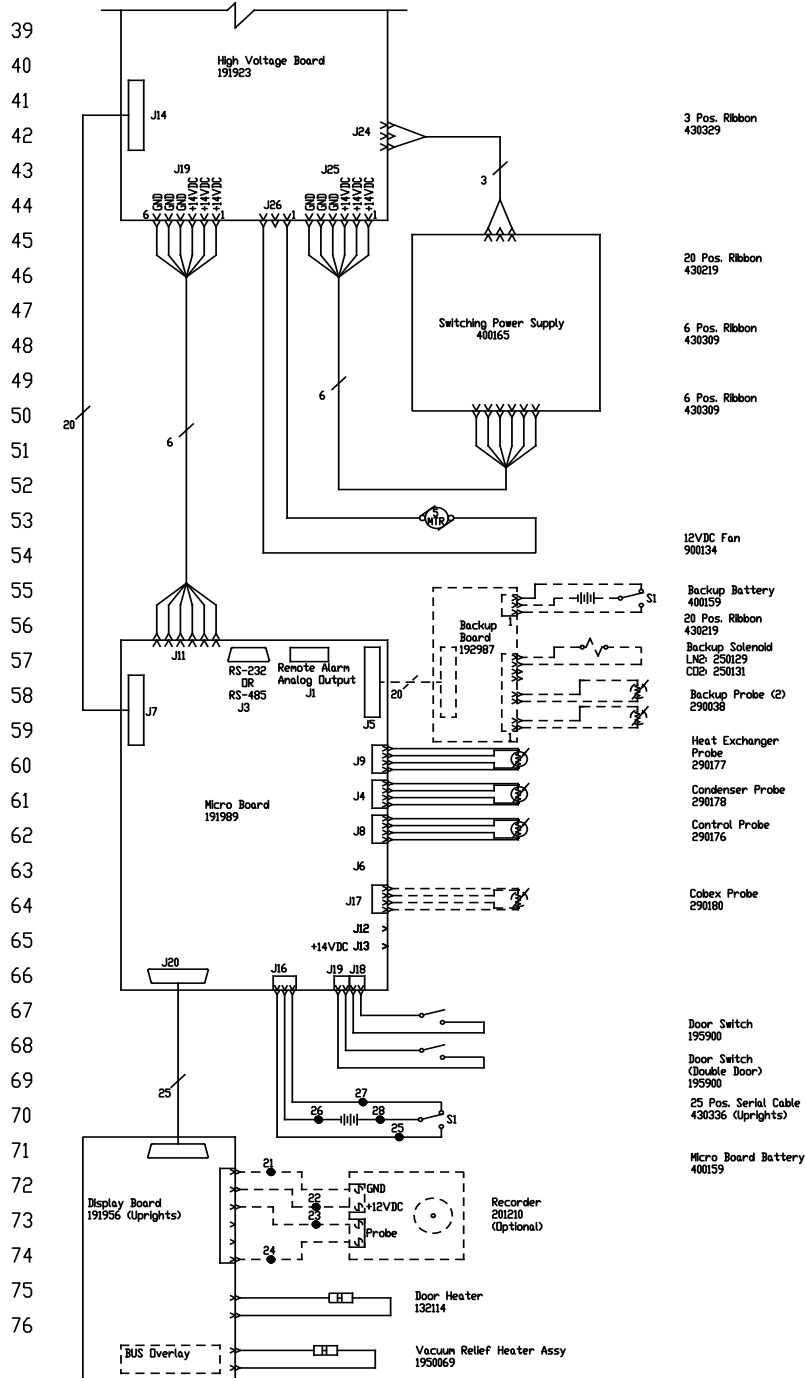 39
40
41
42
43
44
45
46
47
48
49
50
51
52
53
54
55
56
57
58
59
60
61
62
63
64
65
66
67
68
69
70
71
72
73
74
75
76
High Voltage Board
191923
J14
J24
J19
J25
J26
GND
GND
GND
+14VDC
+14VDC
+14VDC
6
1
1
GND
GND
GND
+14VDC
+14VDC
+14VDC
1
3
3 Pos. Ribbon
430329
Switching Power Supply
400165
20 Pos. Ribbon
430219
6 Pos. Ribbon
430309
6 Pos. Ribbon
430309
20
6
6
5
MTR
12VDC Fan
900134
Backup
Board
192987
1
1
S1
Backup Battery
400159
20 Pos. Ribbon
430219
Backup Solenoid
LN2: 250129
CO2: 250131
Backup Probe (2)
290038
J11
RS-232
OR
RS-485
J3
Remote Alarm
Analog Output
J1
J5
20
J7
Micro Board
191989
J9
J4
J8
J6
J17
J12
+14VDC J13
Heat Exchanger
Probe
290177
Condenser Probe
290178
Control Probe
290176
Cobex Probe
290180
J20
J16
J19
J18
Door Switch
195900
Door Switch
(Double Door)
195900
25
27
26
28
25
S1
25 Pos. Serial Cable
430336 (Uprights)
Micro Board Battery
400159
Display Board
191956 (Uprights)
21
22
23
24
GND
+12VDC
Probe
Recorder
201210
(Optional)
H
Door Heater
132114
BUS Overlay
H
Vacuum Relief Heater Assy
1950069